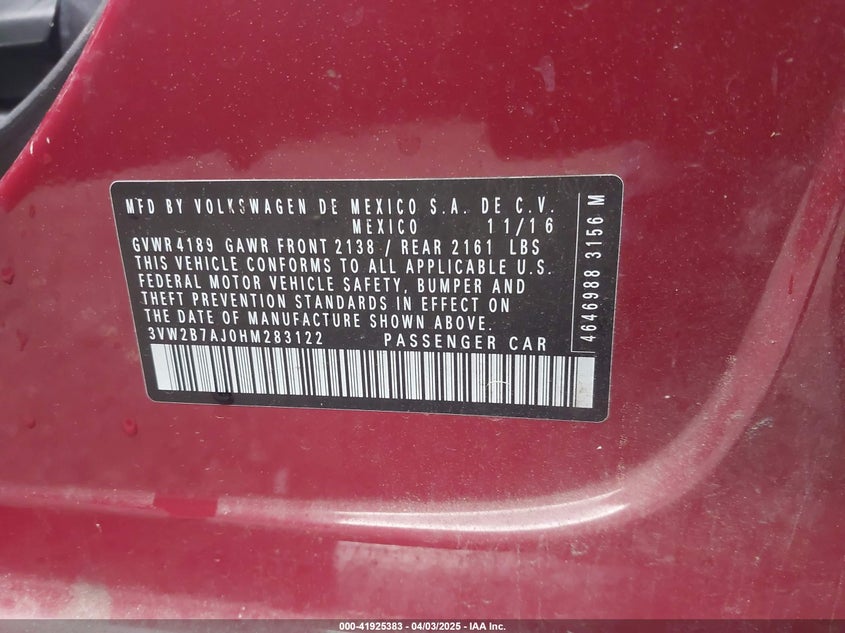 MFD BY VOLKSWAGEN DE MEXICO S.A. DE C.V.
MEXICO 11/16
GVWR 4189 GAWR FRONT 2138 / REAR 2161 LBS
THIS VEHICLE CONFORMS TO ALL APPLICABLE U.S.
FEDERAL MOTOR VEHICLE SAFETY, BUMPER AND
THEFT PREVENTION STANDARDS IN EFFECT ON
THE DATE OF MANUFACTURE SHOWN ABOVE.
3VW2B7AJ0HM283122 PASSENGER CAR
4646988 3156 M
000-41925383 - 04/03/2025 - IAA Inc.